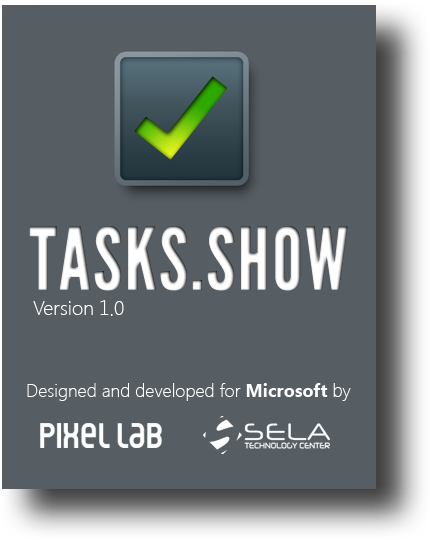 TASKS.SHOW
Version 1.0
Designed and developed for Microsoft by
PIXEL LAB
SELA
TECHNOLOGY CENTER